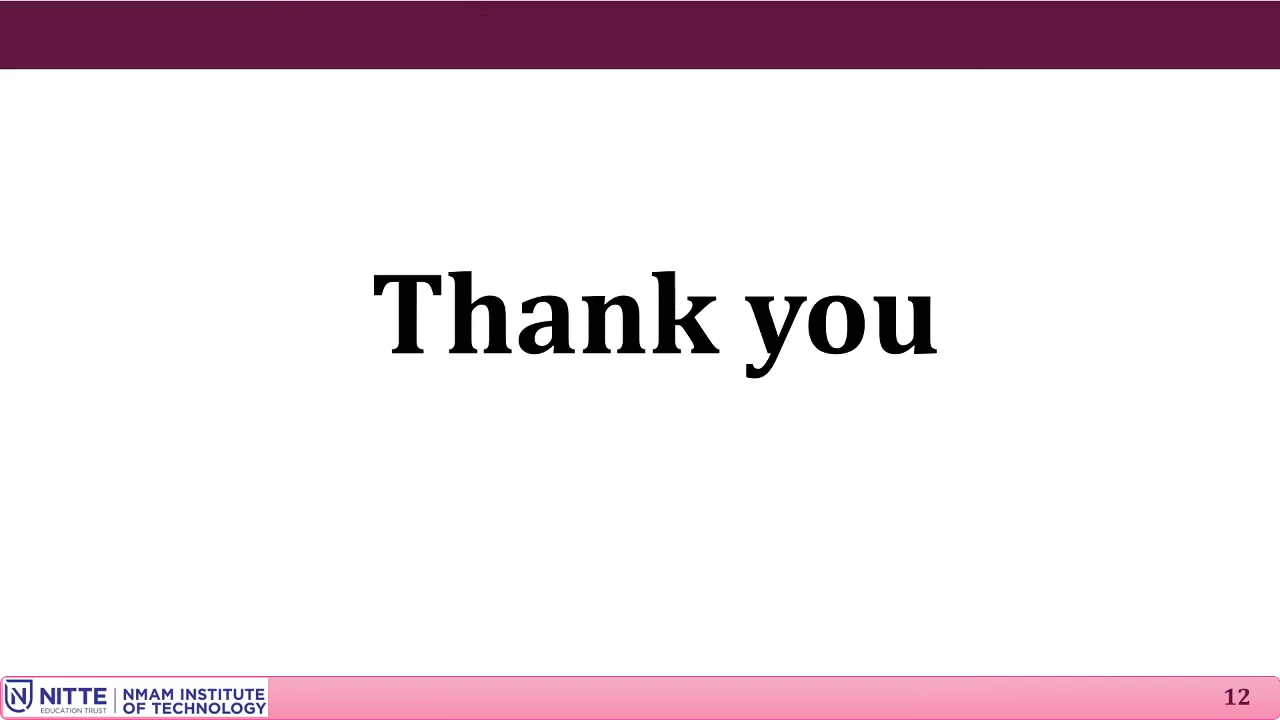 Thank you
NITTE
EDUCATION TRUST
NMAM INSTITUTE
OF TECHNOLOGY
12